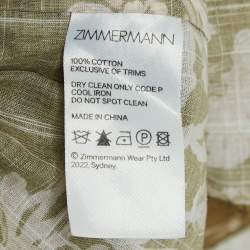 ZIMMERMANN
100% COTTON
EXCLUSIVE OF TRIMS
DRY CLEAN ONLY CODE P
COOL IRON
DO NOT SPOT CLEAN
MADE IN CHINA
P
© Zimmermann Wear Pty Ltd
2022, Sydney.